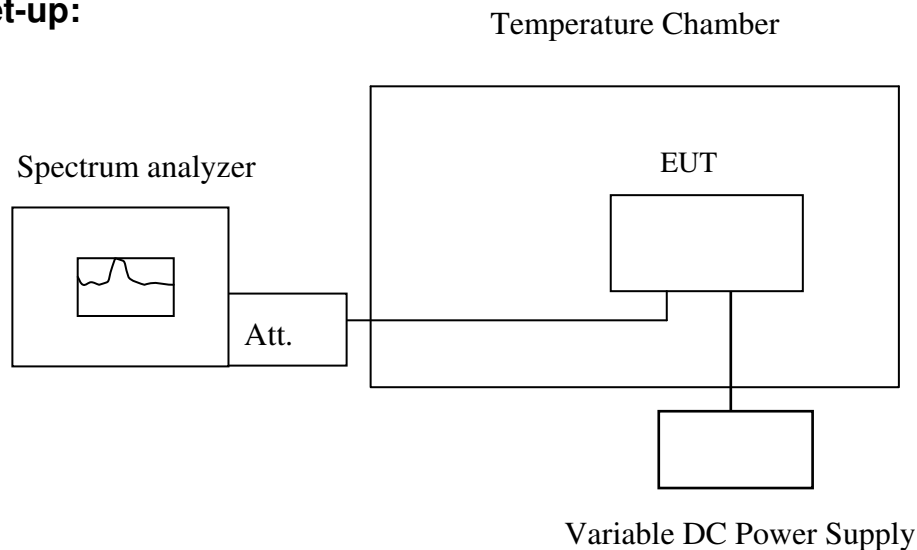 et-up:
Temperature Chamber
Spectrum analyzer
EUT
Att.
Variable DC Power Supply